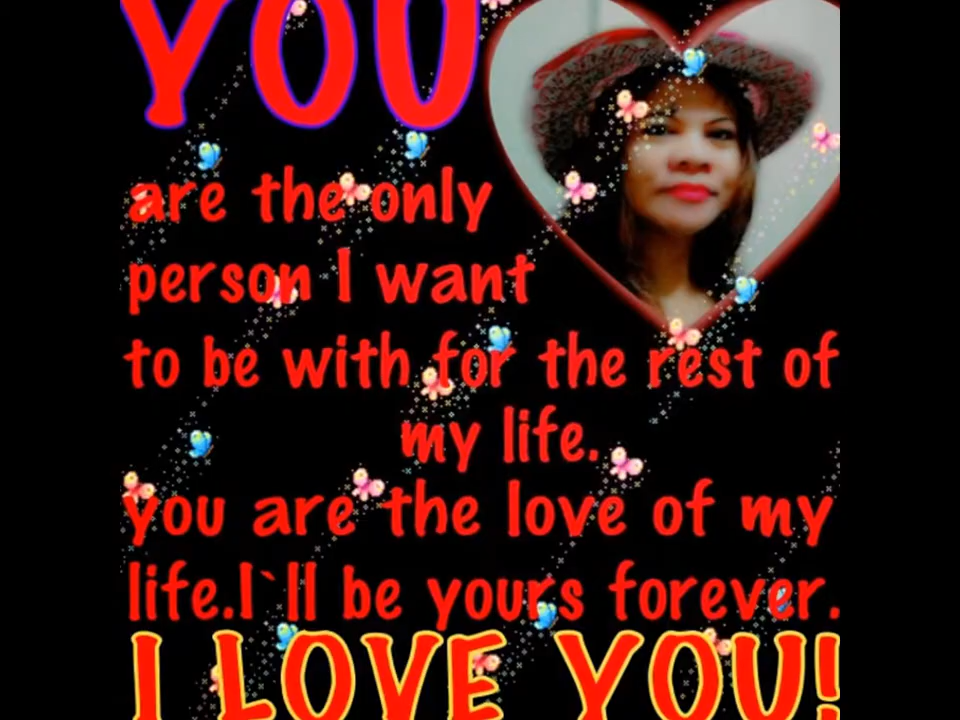 YOU
are the only
person I want
to be with for the rest of
my life.
you are the love of my
life.I`ll be yours forever.
I LOVE YOU!